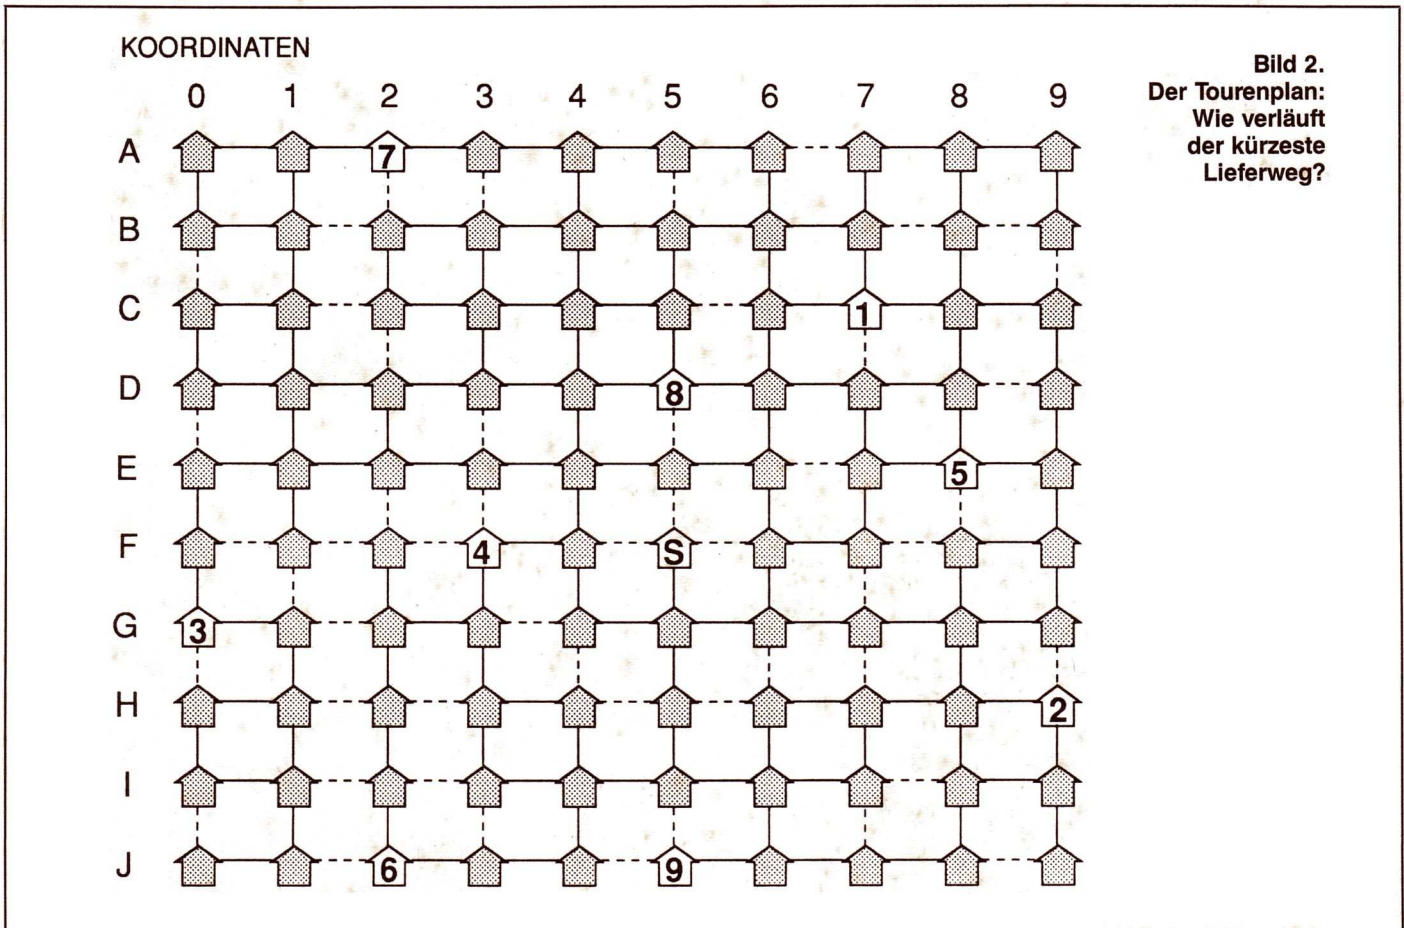 KOORDINATEN
0 1 2 3 4 5 6 7 8 9
Bild 2.
Der Tourenplan:
Wie verläuft
der kürzeste
Lieferweg?
A 7
B
C 1
D 8
E 5
F 4 S
G 3
H 2
I
J 6 9